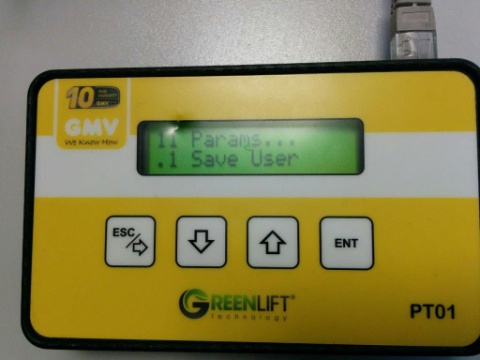 10
GMV
11 Params...
.1 Save User
ESC
ENT
GREENLIFT®
technology
PT01